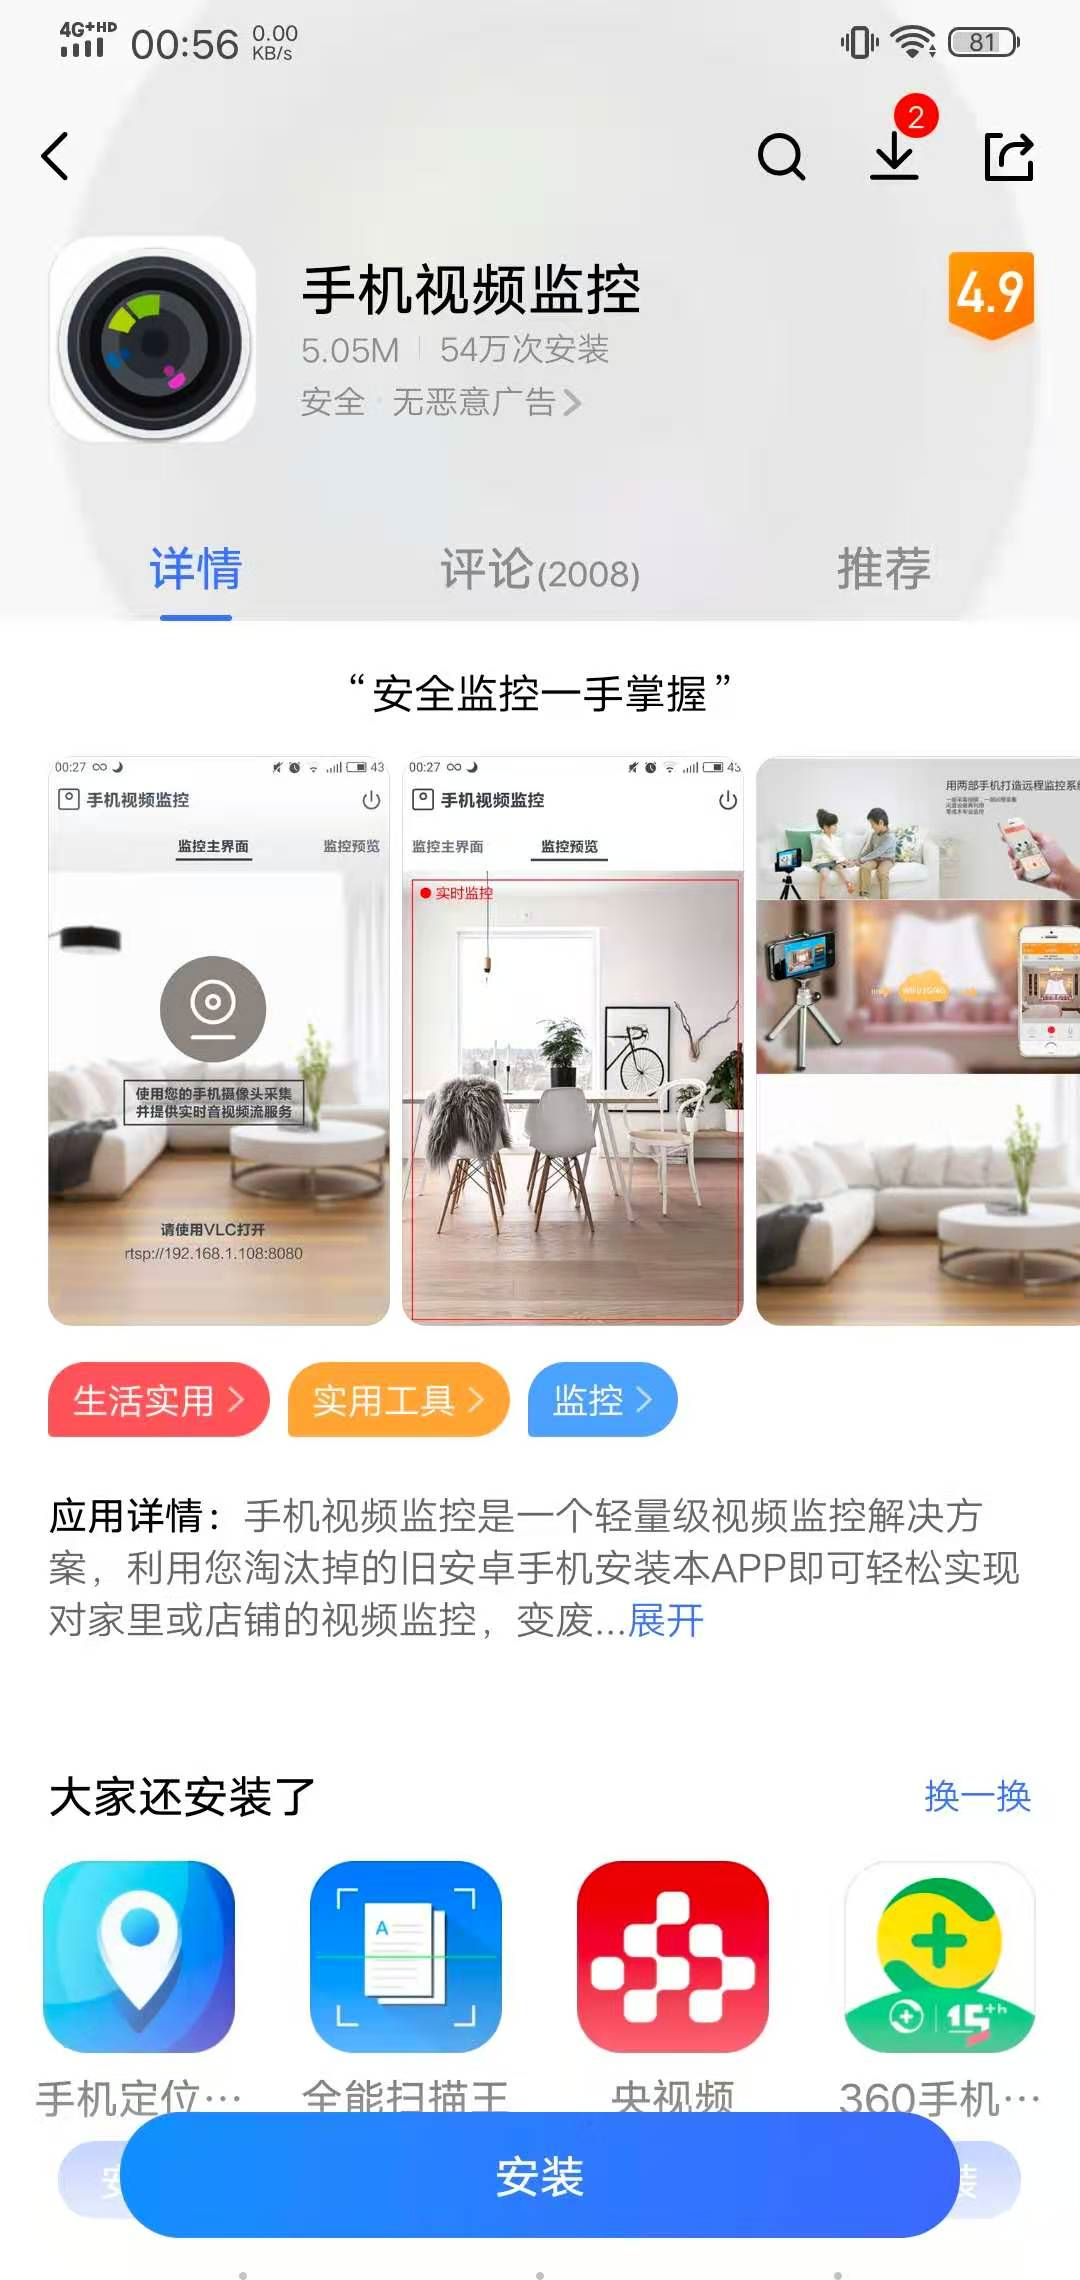 4G+HD 00:56 0.00 KB/s 81
2
手机视频监控
4.9
5.05M 54万次安装
安全·无恶意广告
详情 评论(2008) 推荐
“安全监控一手掌握”
00:27 43
手机视频监控
监控主界面 监控预览
使用您的手机摄像头采集
并提供实时音视频流服务
请使用VLC打开
rtsp://192.168.1.108:8080
00:27 43
手机视频监控
监控主界面 监控预览
实时监控
用两部手机打造远程监控系统
生活实用 实用工具 监控
应用详情：手机视频监控是一个轻量级视频监控解决方
案，利用您淘汰掉的旧安卓手机安装本APP即可轻松实现
对家里或店铺的视频监控，变废...展开
大家还安装了 换一换
A
15th
手机定位… 全能扫描王 央视频 360手机…
安装